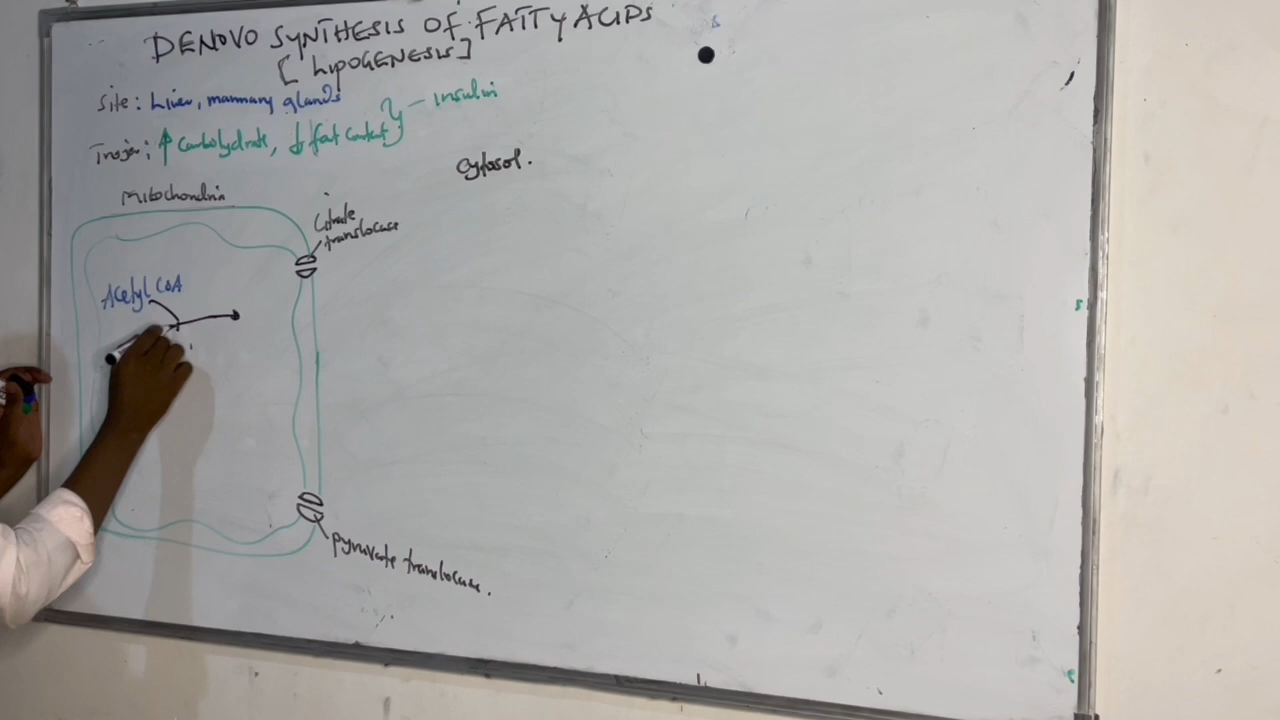 DENOVO SYNTHESIS OF FATTY ACIDS
[LIPOGENESIS]
Site: Liver, mammary glands
↑ Carbohydrate, ↓ fat content } – Insulin
Cytosol.
Mitochondria
Citrate
translocase
Acetyl CoA
pyruvate translocase.